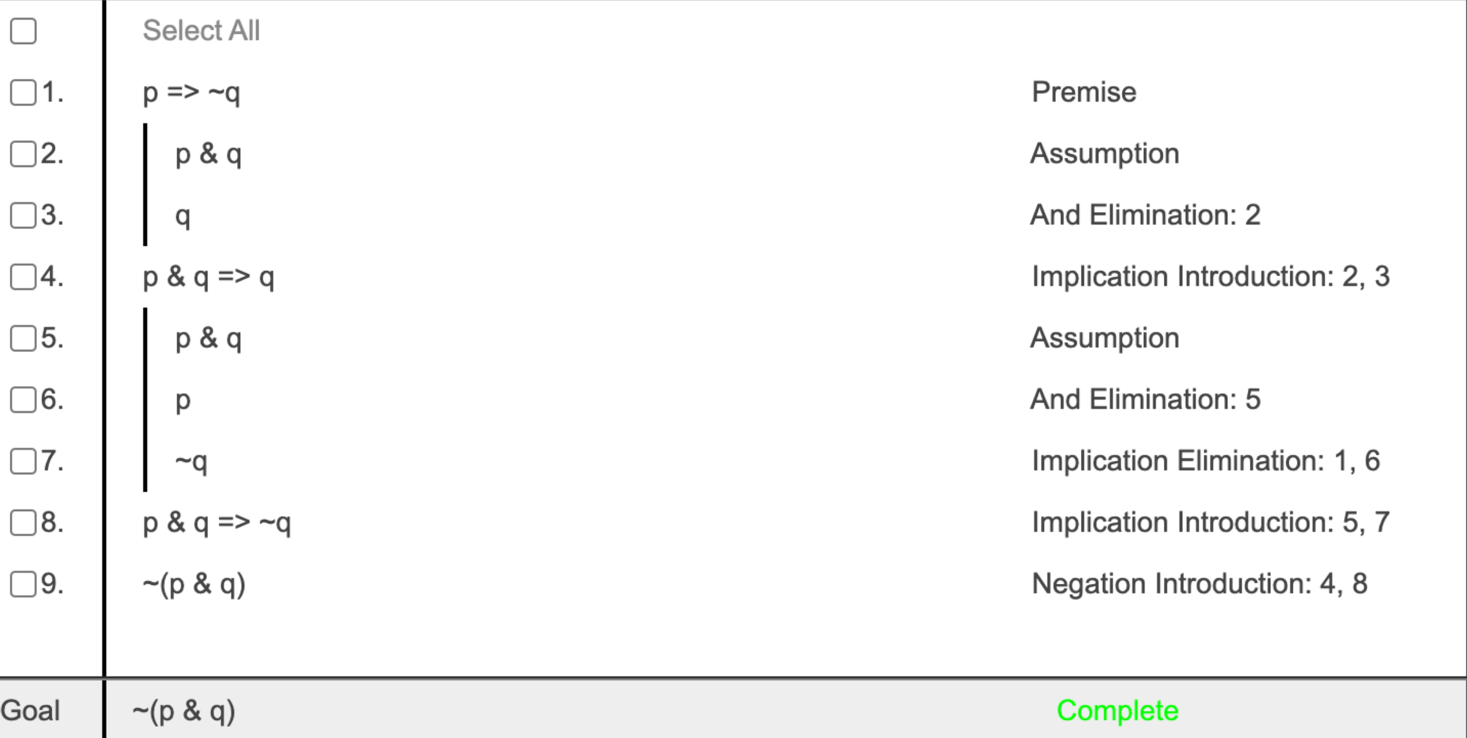 Select All
1. p => ~q Premise
2. p & q Assumption
3. q And Elimination: 2
4. p & q => q Implication Introduction: 2, 3
5. p & q Assumption
6. p And Elimination: 5
7. ~q Implication Elimination: 1, 6
8. p & q => ~q Implication Introduction: 5, 7
9. ~(p & q) Negation Introduction: 4, 8
Goal ~(p & q) Complete